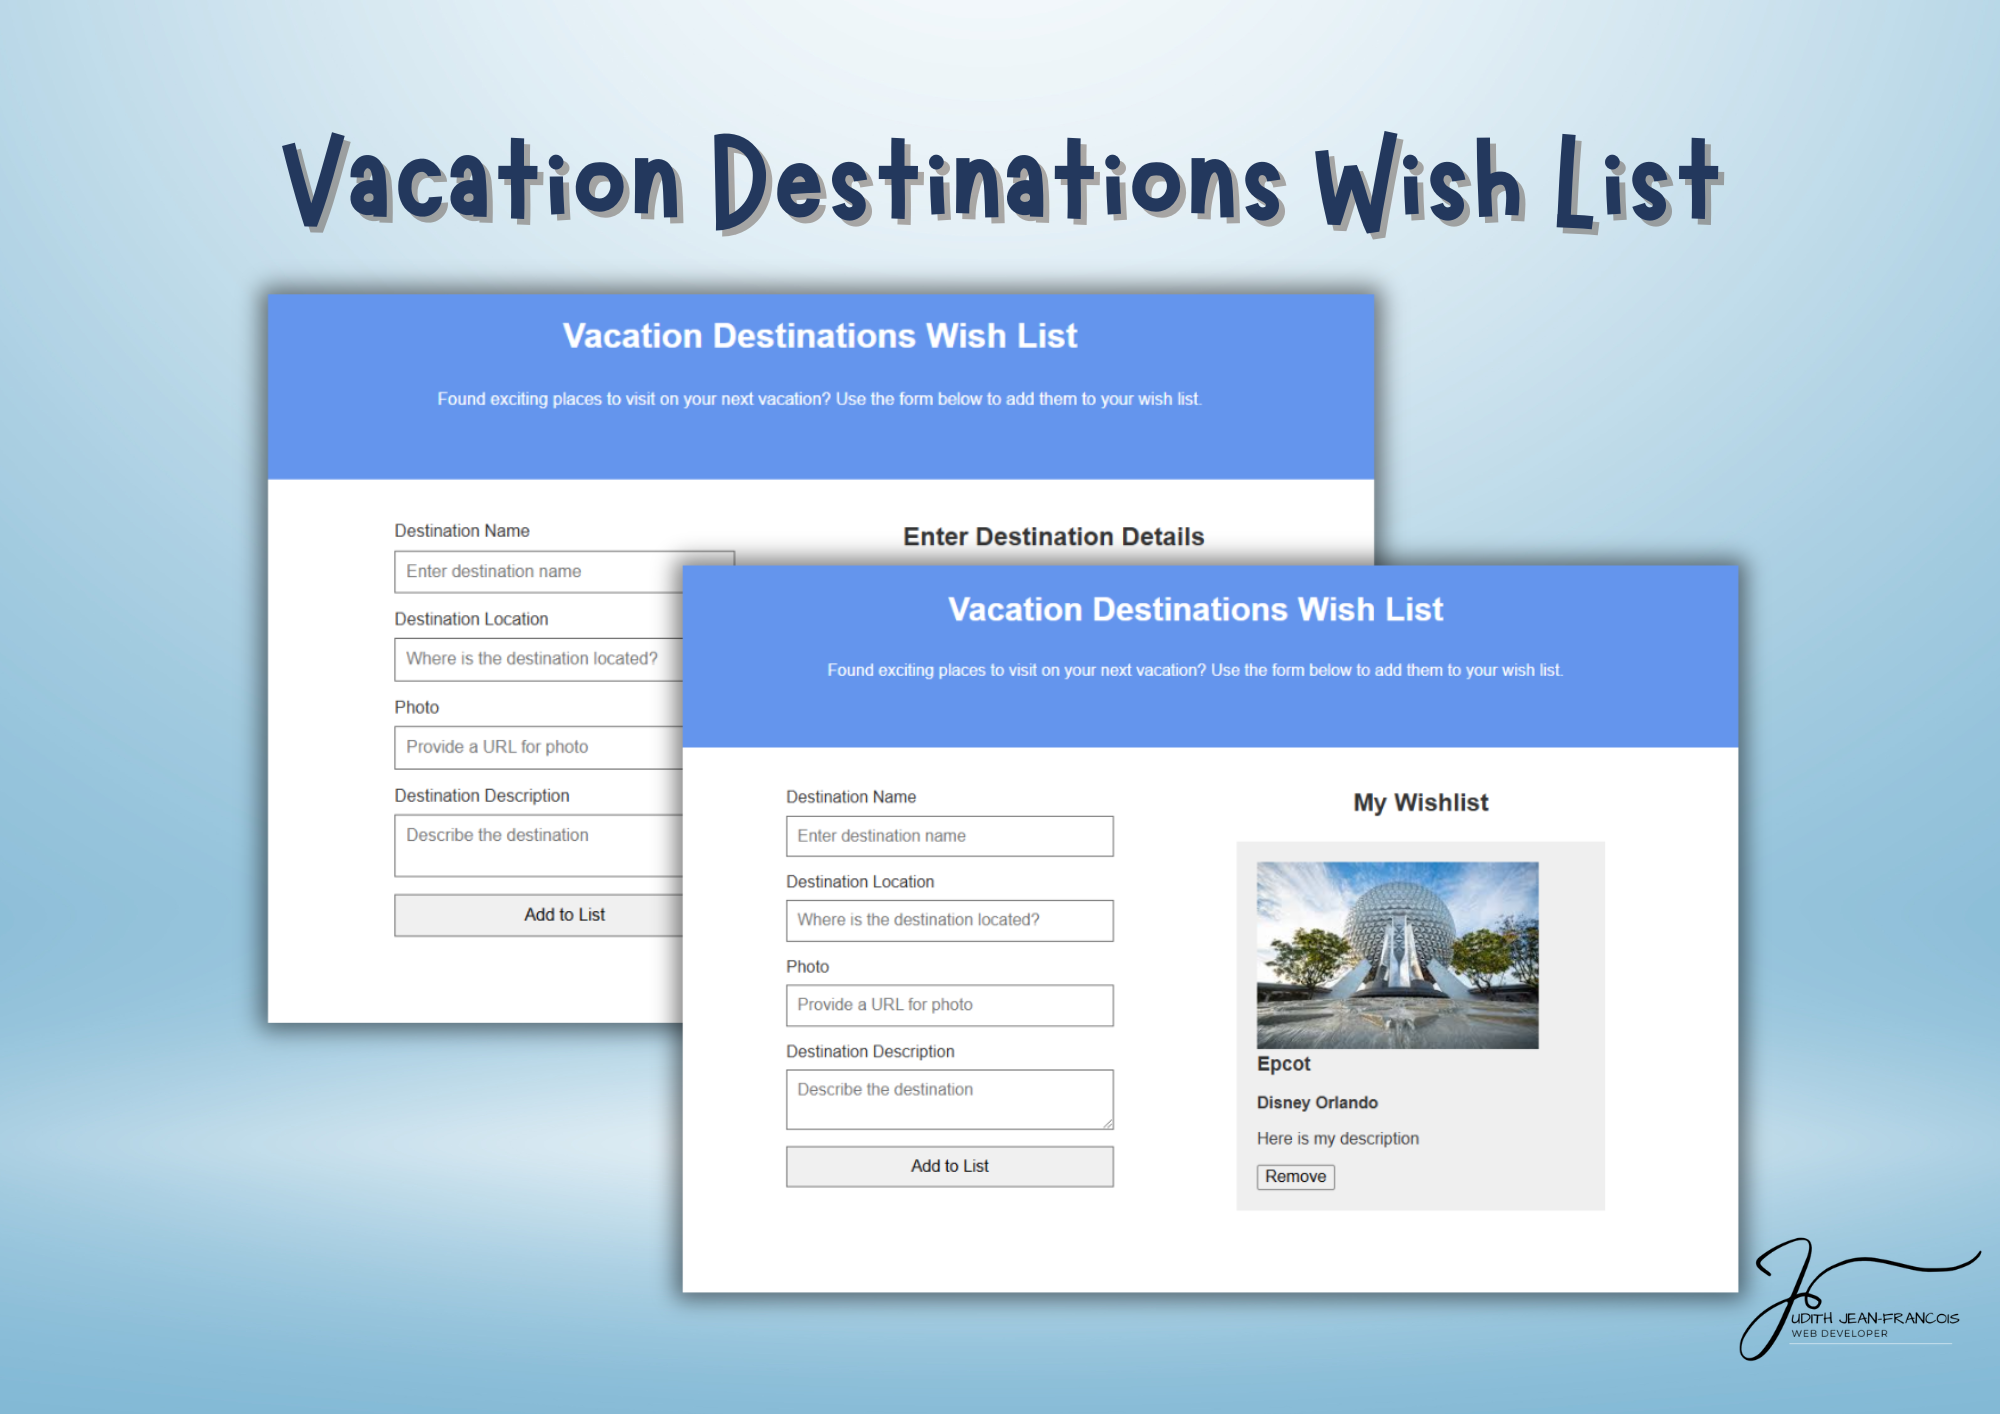 Vacation Destinations Wish List
Vacation Destinations Wish List
Found exciting places to visit on your next vacation? Use the form below to add them to your wish list.
Destination Name
Enter destination name
Destination Location
Where is the destination located?
Photo
Provide a URL for photo
Destination Description
Describe the destination
Add to List
Enter Destination Details
Vacation Destinations Wish List
Found exciting places to visit on your next vacation? Use the form below to add them to your wish list.
Destination Name
Enter destination name
Destination Location
Where is the destination located?
Photo
Provide a URL for photo
Destination Description
Describe the destination
Add to List
My Wishlist
Epcot
Disney Orlando
Here is my description
Remove
JUDITH JEAN-FRANCOIS
WEB DEVELOPER